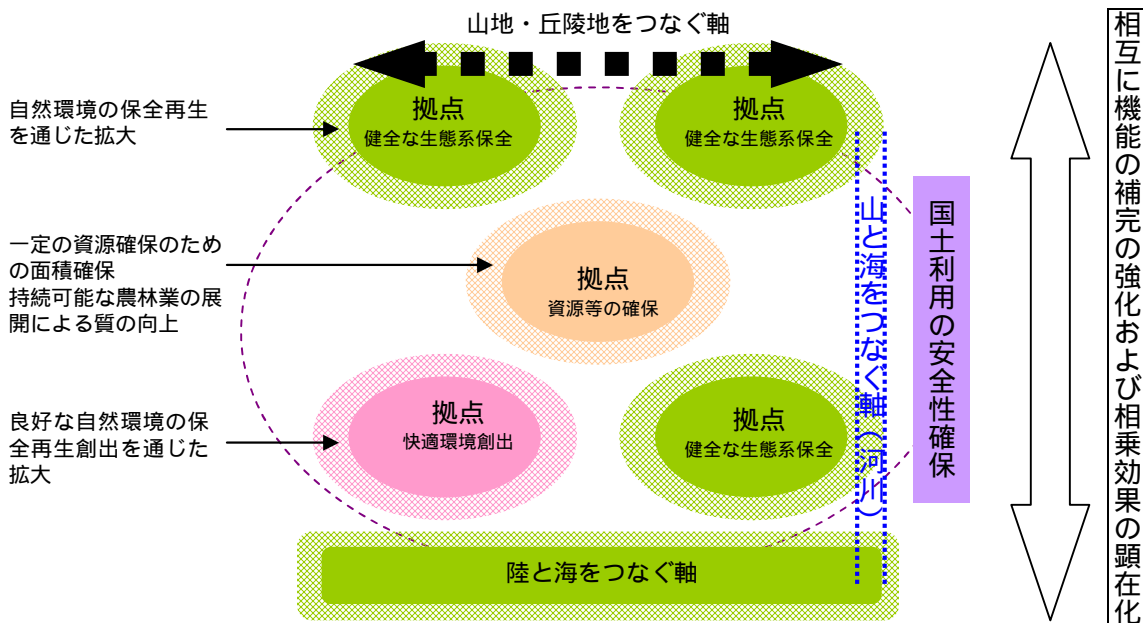 山地・丘陵地をつなぐ軸
自然環境の保全再生
を通じた拡大
拠点
健全な生態系保全
拠点
健全な生態系保全
一定の資源確保のため
の面積確保
持続可能な農林業の展
開による質の向上
拠点
資源等の確保
良好な自然環境の保
全再生創出を通じた
拡大
拠点
快適環境創出
拠点
健全な生態系保全
陸と海をつなぐ軸
山と海をつなぐ軸（河川）
国土利用の安全性確保
相互に機能の補完の強化および相乗効果の顕在化